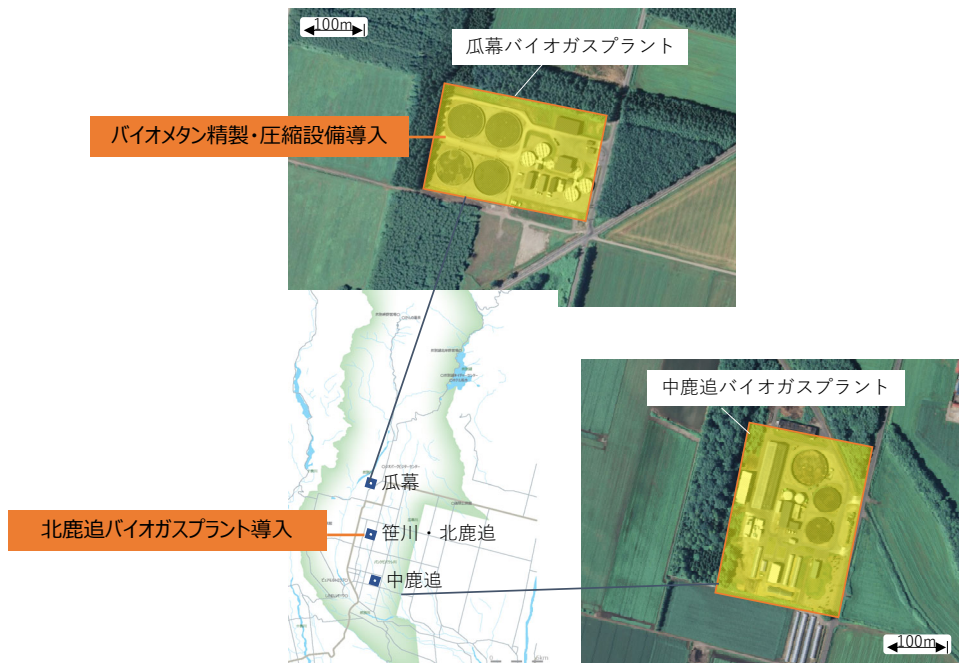 100m
瓜幕バイオガスプラント
バイオメタン精製・圧縮設備導入
中鹿追バイオガスプラント
瓜幕
北鹿追バイオガスプラント導入
笹川・北鹿追
中鹿追
100m